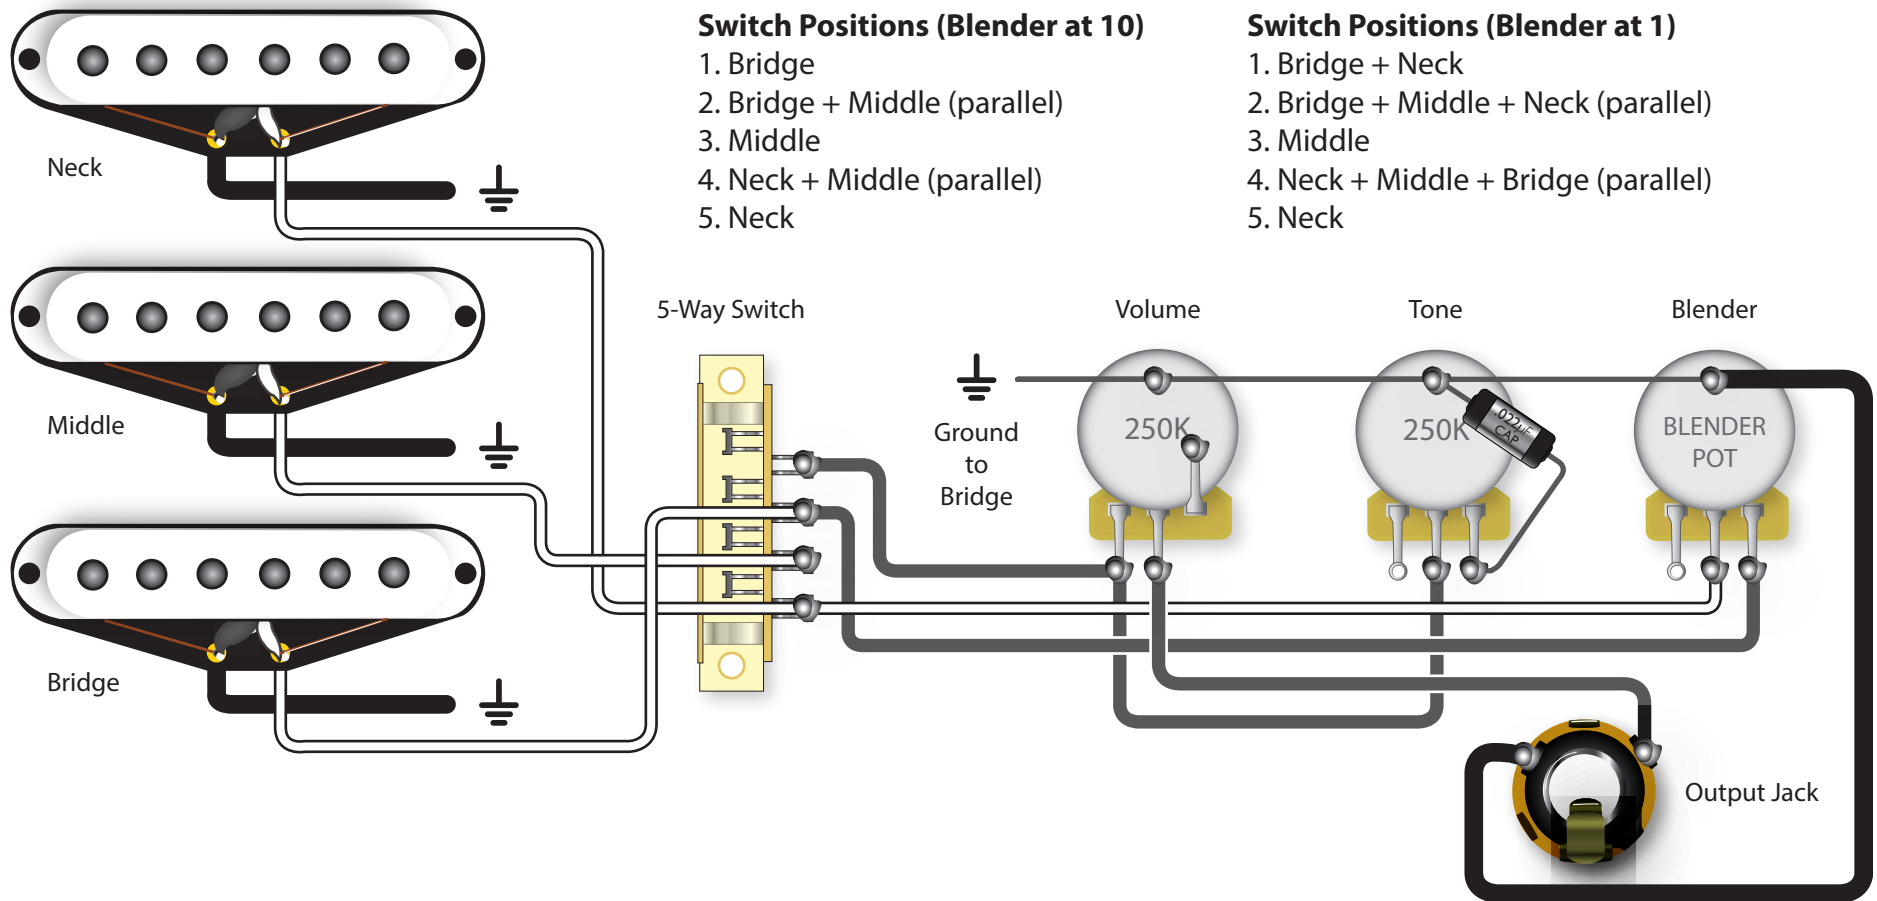 Switch Positions (Blender at 10)
1. Bridge
2. Bridge + Middle (parallel)
3. Middle
4. Neck + Middle (parallel)
5. Neck
Switch Positions (Blender at 1)
1. Bridge + Neck
2. Bridge + Middle + Neck (parallel)
3. Middle
4. Neck + Middle + Bridge (parallel)
5. Neck
Neck
Middle
Bridge
5-Way Switch
Ground
to
Bridge
Volume
250K
Tone
250K
.022µF
CAP
Blender
BLENDER
POT
Output Jack